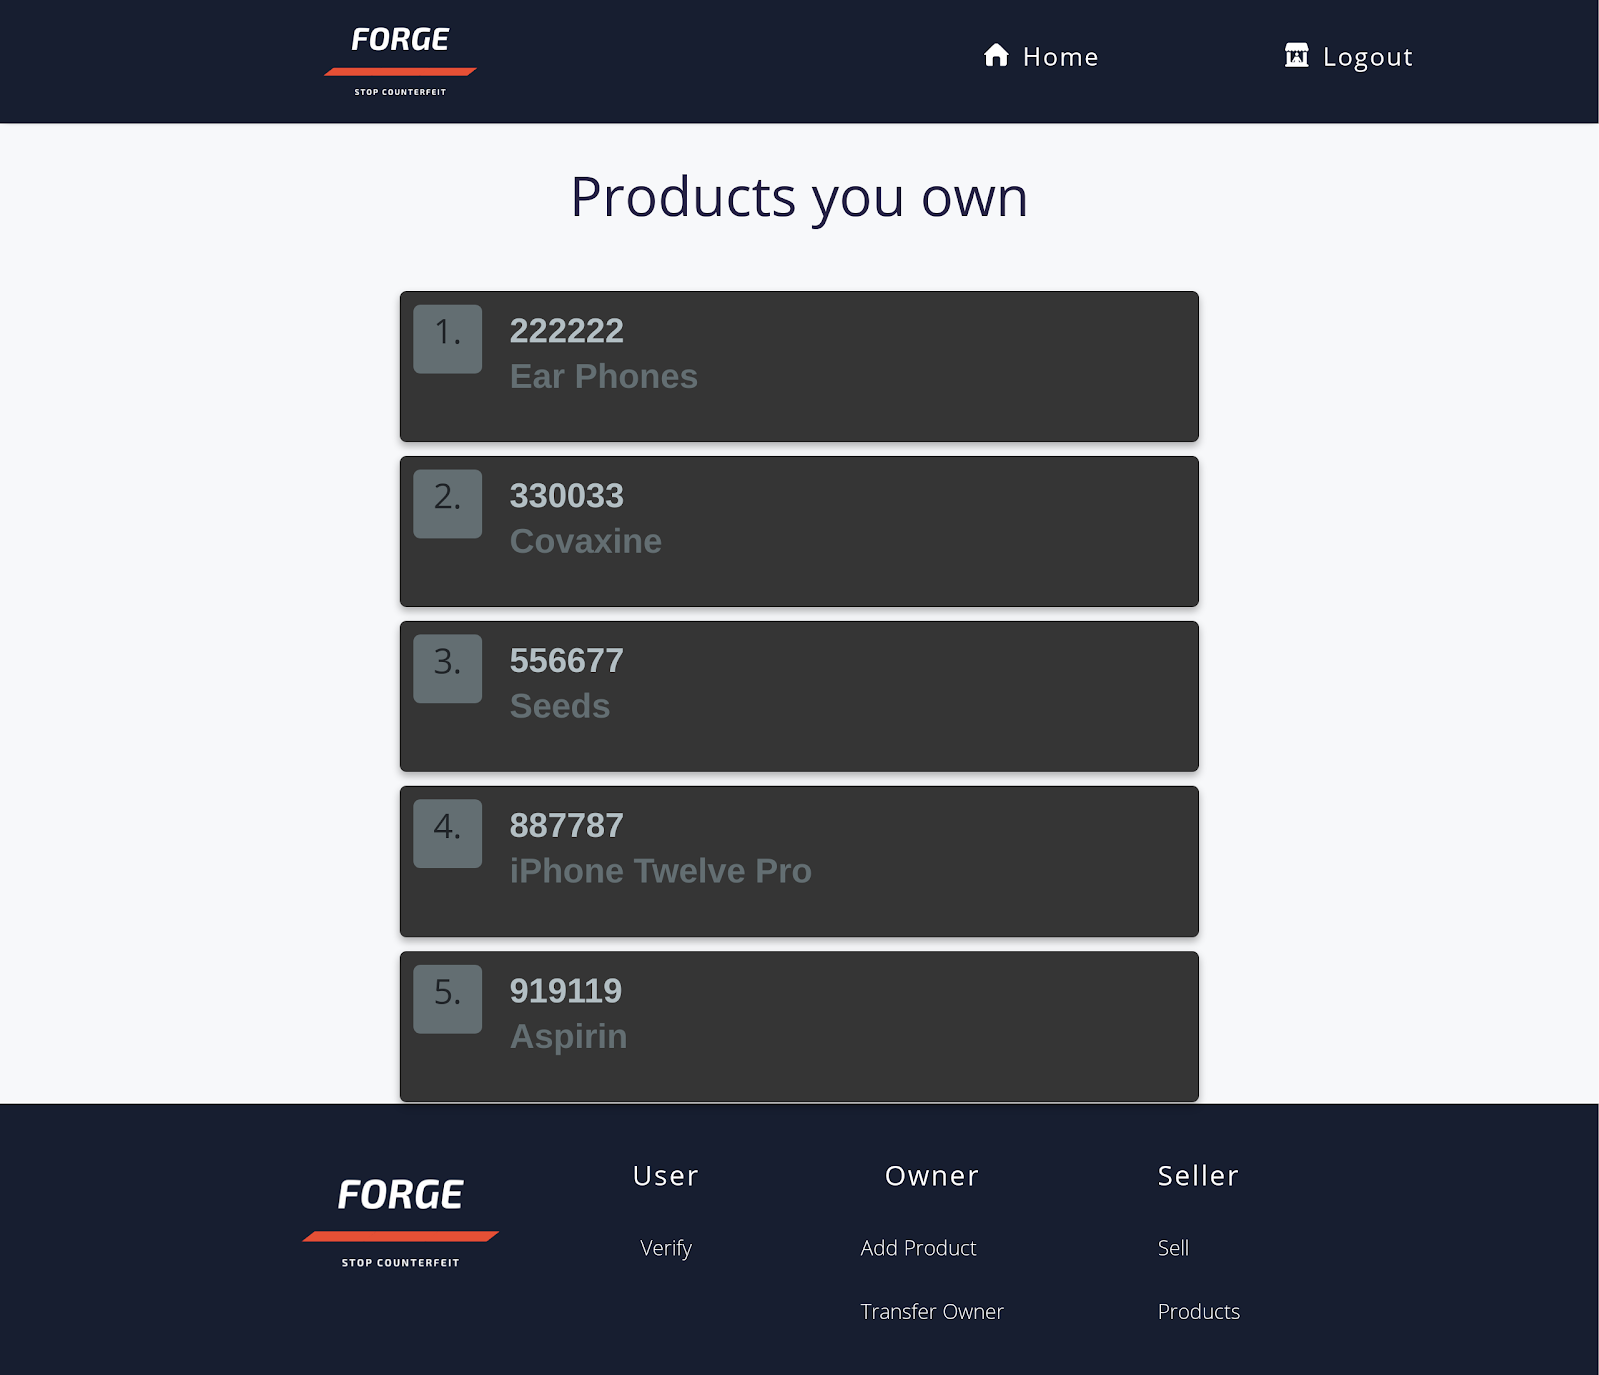 FORGE
STOP COUNTERFEIT
Home
Logout
Products you own
1.
222222
Ear Phones
2.
330033
Covaxine
3.
556677
Seeds
4.
887787
iPhone Twelve Pro
5.
919119
Aspirin
FORGE
STOP COUNTERFEIT
User
Verify
Owner
Add Product
Transfer Owner
Seller
Sell
Products